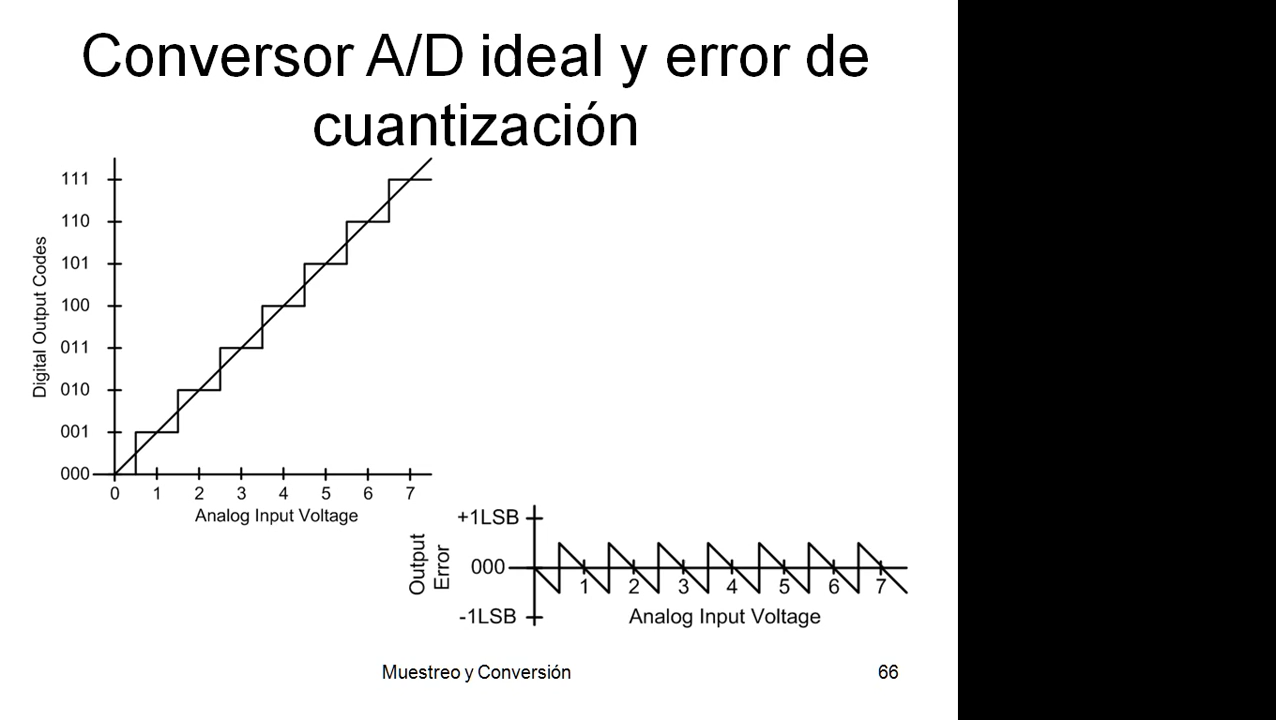 Conversor A/D ideal y error de
cuantización
Digital Output Codes
111
110
101
100
011
010
001
000
0 1 2 3 4 5 6 7
Analog Input Voltage
Output
Error
+1LSB
000
-1LSB
1 2 3 4 5 6 7
Analog Input Voltage
Muestreo y Conversión
66